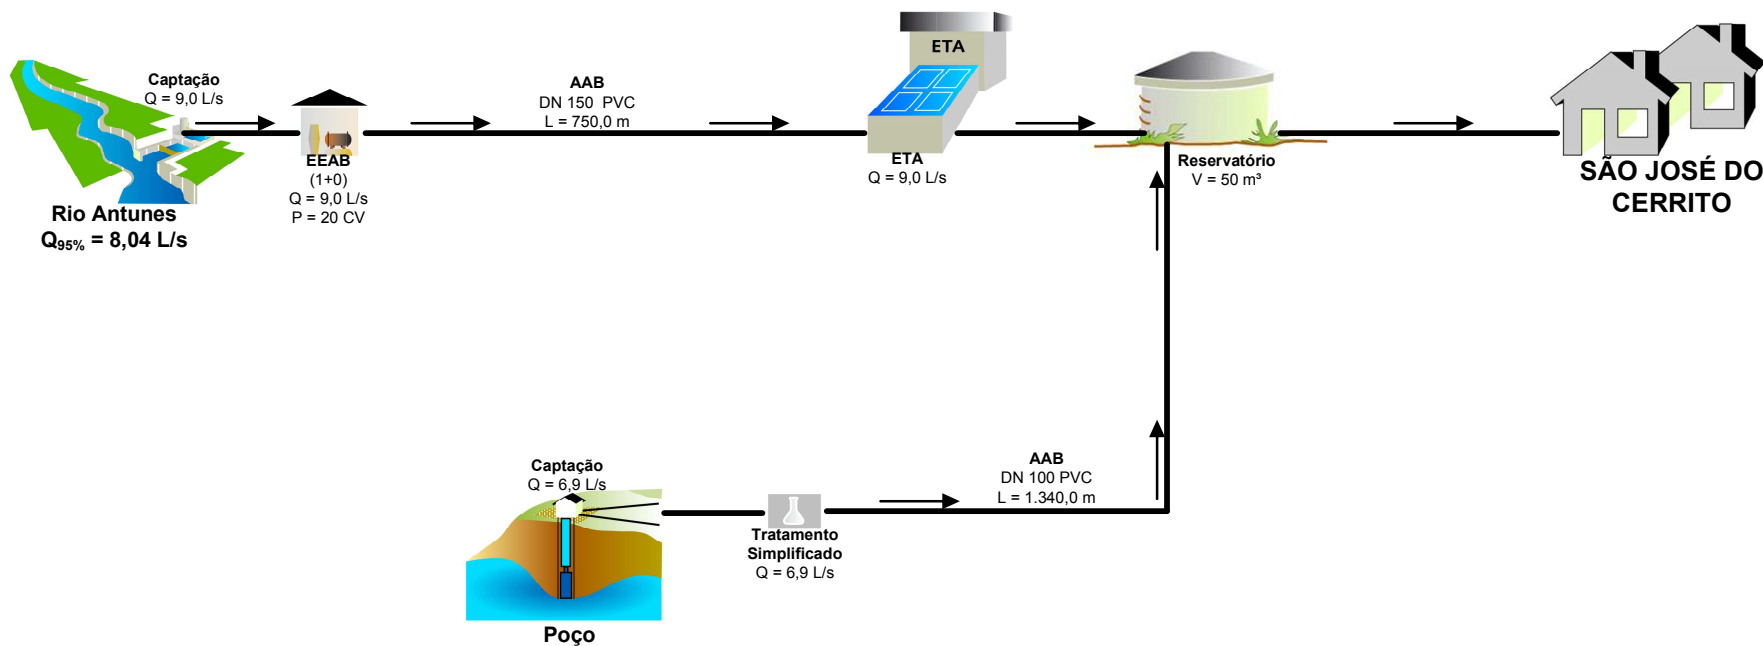 Captação
Q = 9,0 L/s
EEAB
(1+0)
Q = 9,0 L/s
P = 20 CV
Rio Antunes
Q95% = 8,04 L/s
AAB
DN 150  PVC
L = 750,0 m
ETA
ETA
Q = 9,0 L/s
Reservatório
V = 50 m³
SÃO JOSÉ DO
CERRITO
Captação
Q = 6,9 L/s
Poço
Tratamento
Simplificado
Q = 6,9 L/s
AAB
DN 100 PVC
L = 1.340,0 m